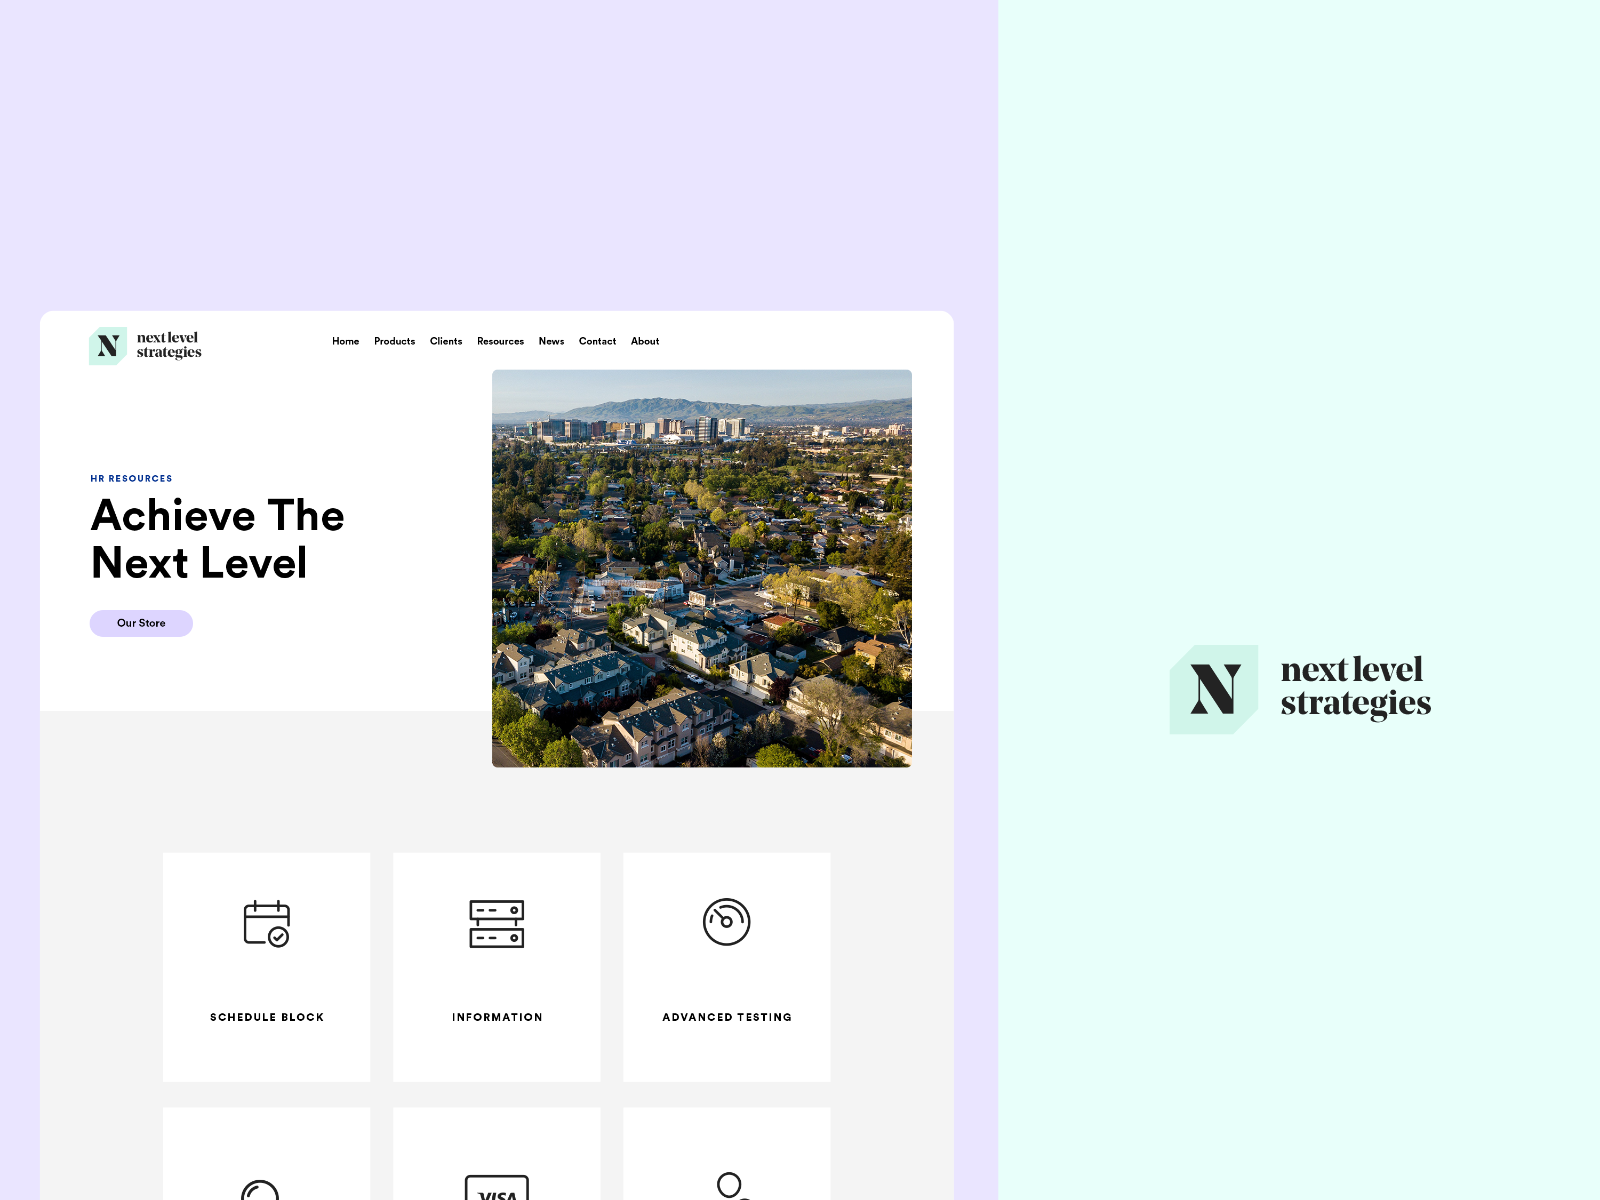 N
next level
strategies
Home Products Clients Resources News Contact About
HR RESOURCES
Achieve The
Next Level
Our Store
SCHEDULE BLOCK
INFORMATION
ADVANCED TESTING
VISA
N
next level
strategies